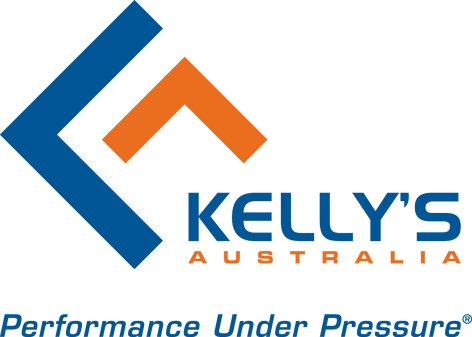 KELLY'S
AUSTRALIA
Performance Under Pressure®